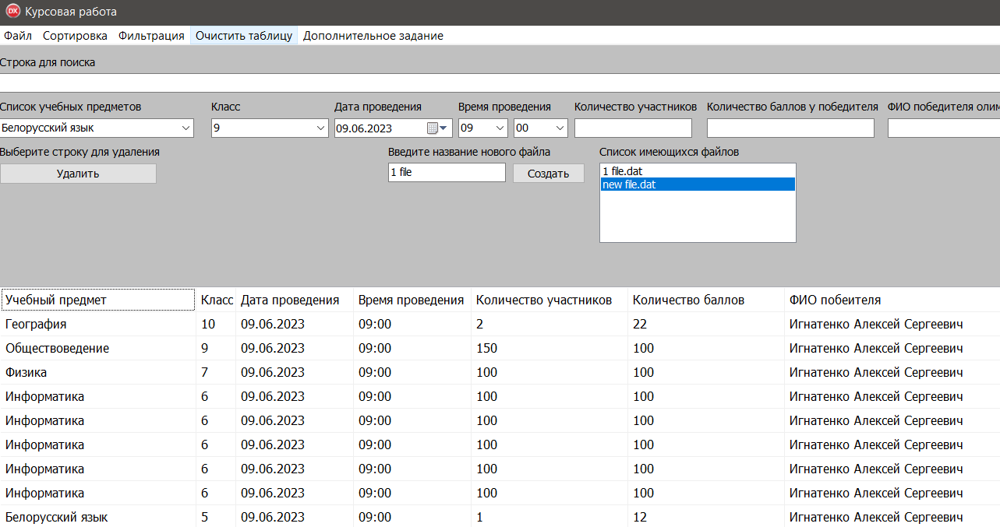 DX Курсовая работа
Файл Сортировка Фильтрация Очистить таблицу Дополнительное задание
Строка для поиска
Список учебных предметов Класс Дата проведения Время проведения Количество участников Количество баллов у победителя ФИО победителя олим
Белорусский язык 9 09.06.2023 09 00
Выберите строку для удаления Введите название нового файла Список имеющихся файлов
Удалить 1 file Создать 1 file.dat
new file.dat
Учебный предмет Класс Дата проведения Время проведения Количество участников Количество баллов ФИО побеителя
География 10 09.06.2023 09:00 2 22 Игнатенко Алексей Сергеевич
Обществоведение 9 09.06.2023 09:00 150 100 Игнатенко Алексей Сергеевич
Физика 7 09.06.2023 09:00 100 100 Игнатенко Алексей Сергеевич
Информатика 6 09.06.2023 09:00 100 100 Игнатенко Алексей Сергеевич
Информатика 6 09.06.2023 09:00 100 100 Игнатенко Алексей Сергеевич
Информатика 6 09.06.2023 09:00 100 100 Игнатенко Алексей Сергеевич
Информатика 6 09.06.2023 09:00 100 100 Игнатенко Алексей Сергеевич
Информатика 6 09.06.2023 09:00 100 100 Игнатенко Алексей Сергеевич
Белорусский язык 5 09.06.2023 09:00 1 12 Игнатенко Алексей Сергеевич